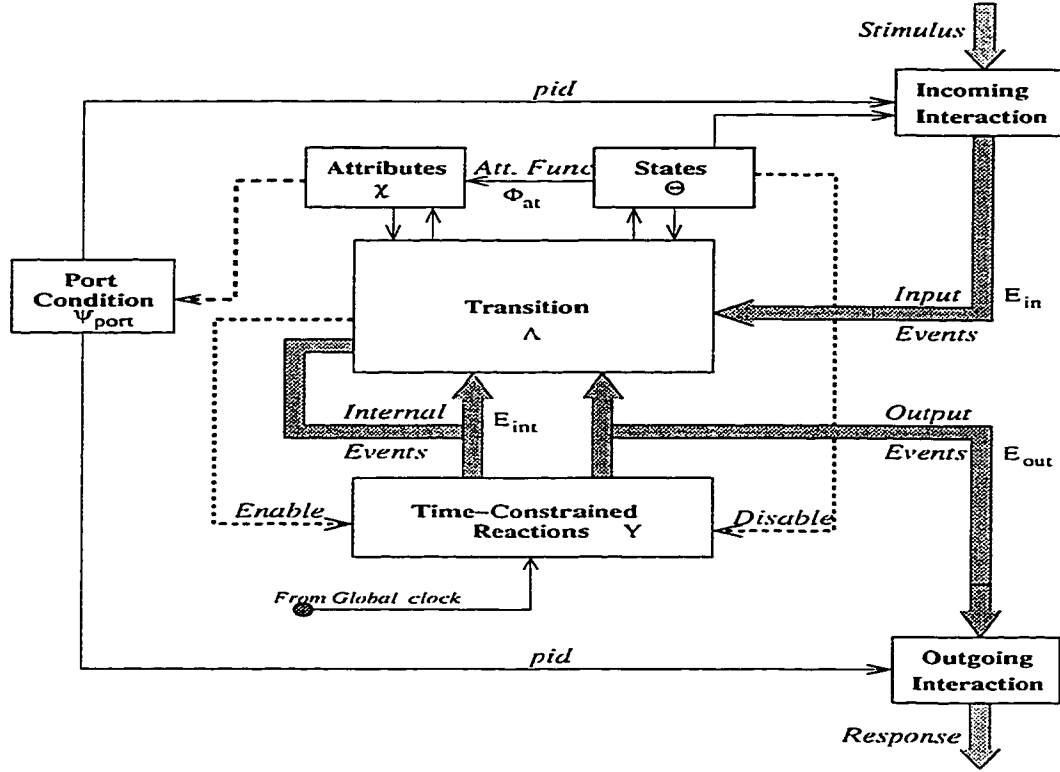 Stimulus
Incoming
Interaction
pid
Attributes
χ
Att. Func
Φat
States
Θ
Port
Condition
Ψport
Transition
Λ
Input
Events
Ein
Internal
Events
Eint
Output
Events
Eout
Enable
Time-Constrained
Reactions Υ
Disable
From Global clock
pid
Outgoing
Interaction
Response